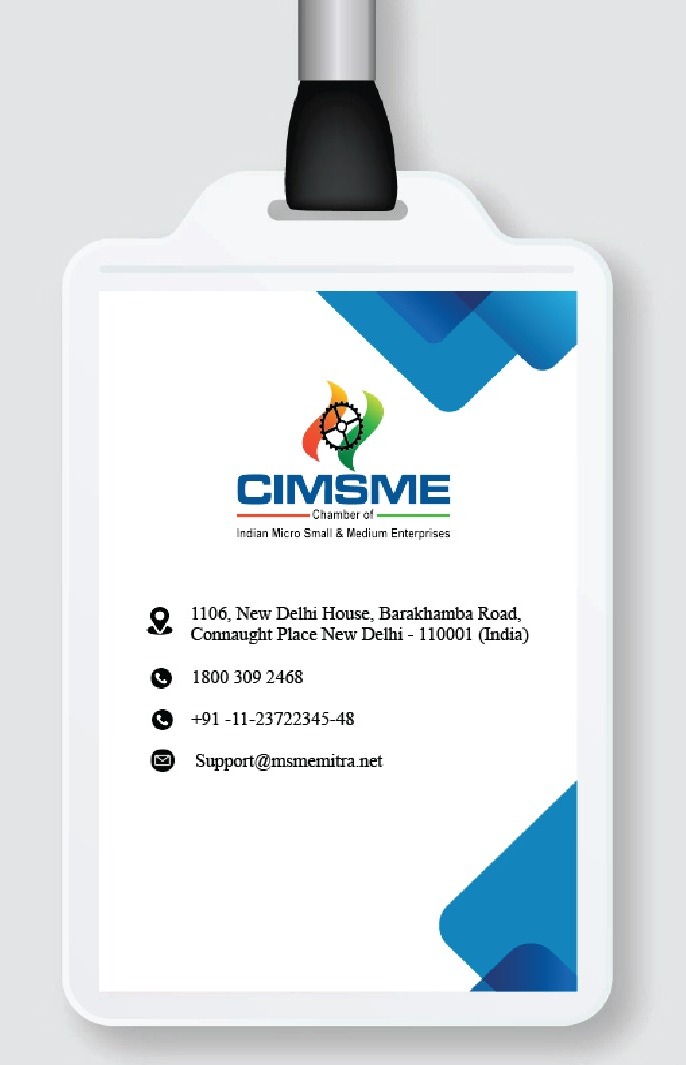 CIMSME
Chamber of
Indian Micro Small & Medium Enterprises
1106, New Delhi House, Barakhamba Road,
Connaught Place New Delhi - 110001 (India)
1800 309 2468
+91 -11-23722345-48
Support@msmemitra.net